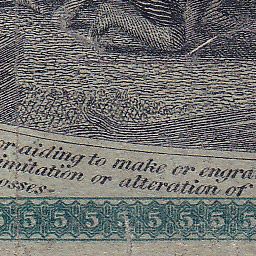 or aiding to make or engra
imitation or alteration of
osses
5 5 5 5 5 5 5 5 5 5